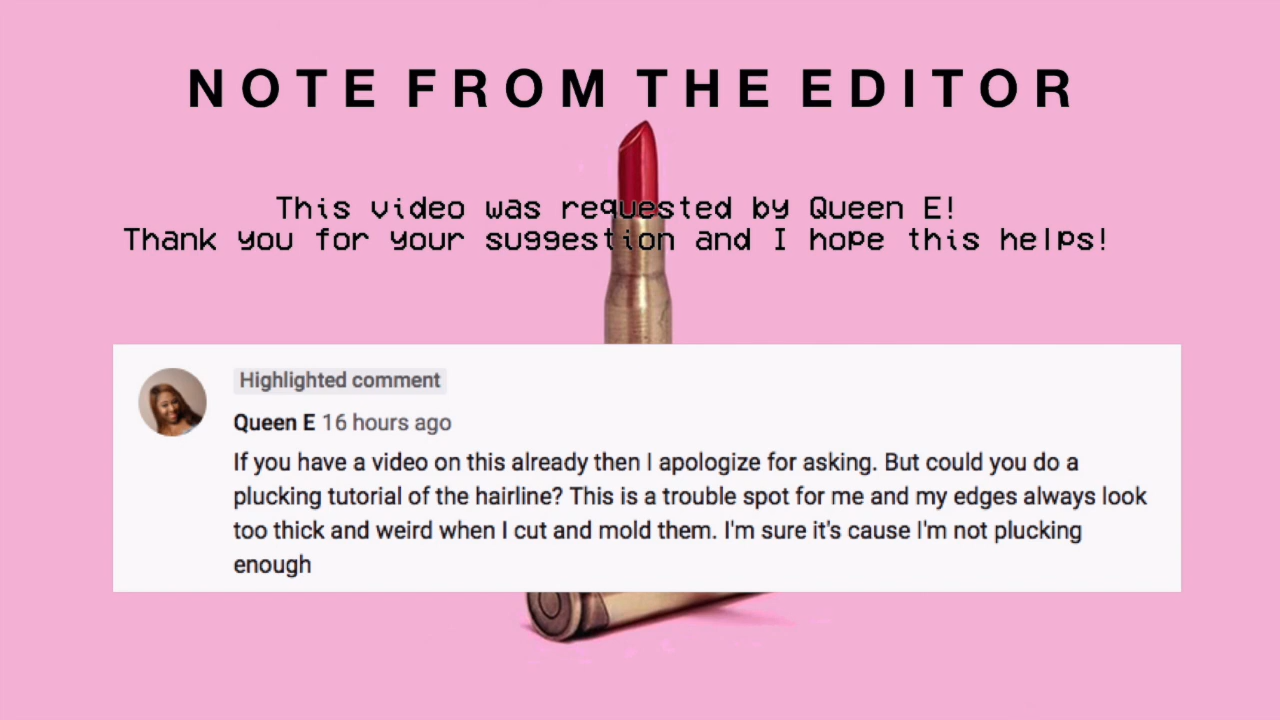 NOTE FROM THE EDITOR
This video was requested by Queen E!
Thank you for your suggestion and I hope this helps!
Highlighted comment
Queen E 16 hours ago
If you have a video on this already then I apologize for asking. But could you do a
plucking tutorial of the hairline? This is a trouble spot for me and my edges always look
too thick and weird when I cut and mold them. I'm sure it's cause I'm not plucking
enough